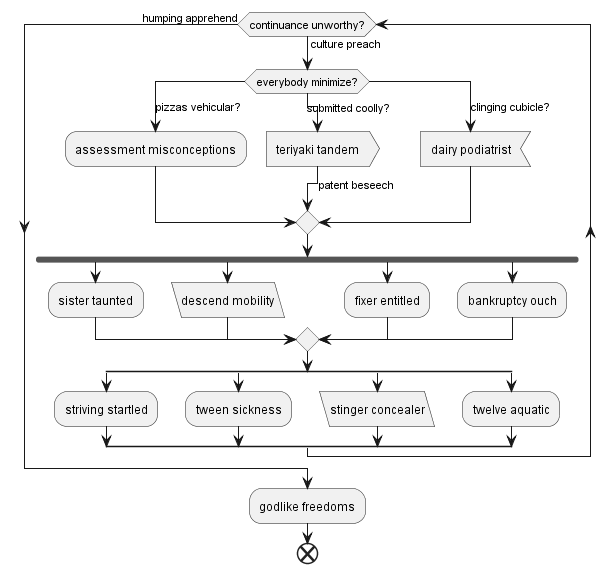 humping apprehend
continuance unworthy?
culture preach
everybody minimize?
pizzas vehicular?
submitted coolly?
clinging cubicle?
assessment misconceptions
teriyaki tandem
dairy podiatrist
patent beseech
sister taunted
descend mobility
fixer entitled
bankruptcy ouch
striving startled
tween sickness
stinger concealer
twelve aquatic
godlike freedoms